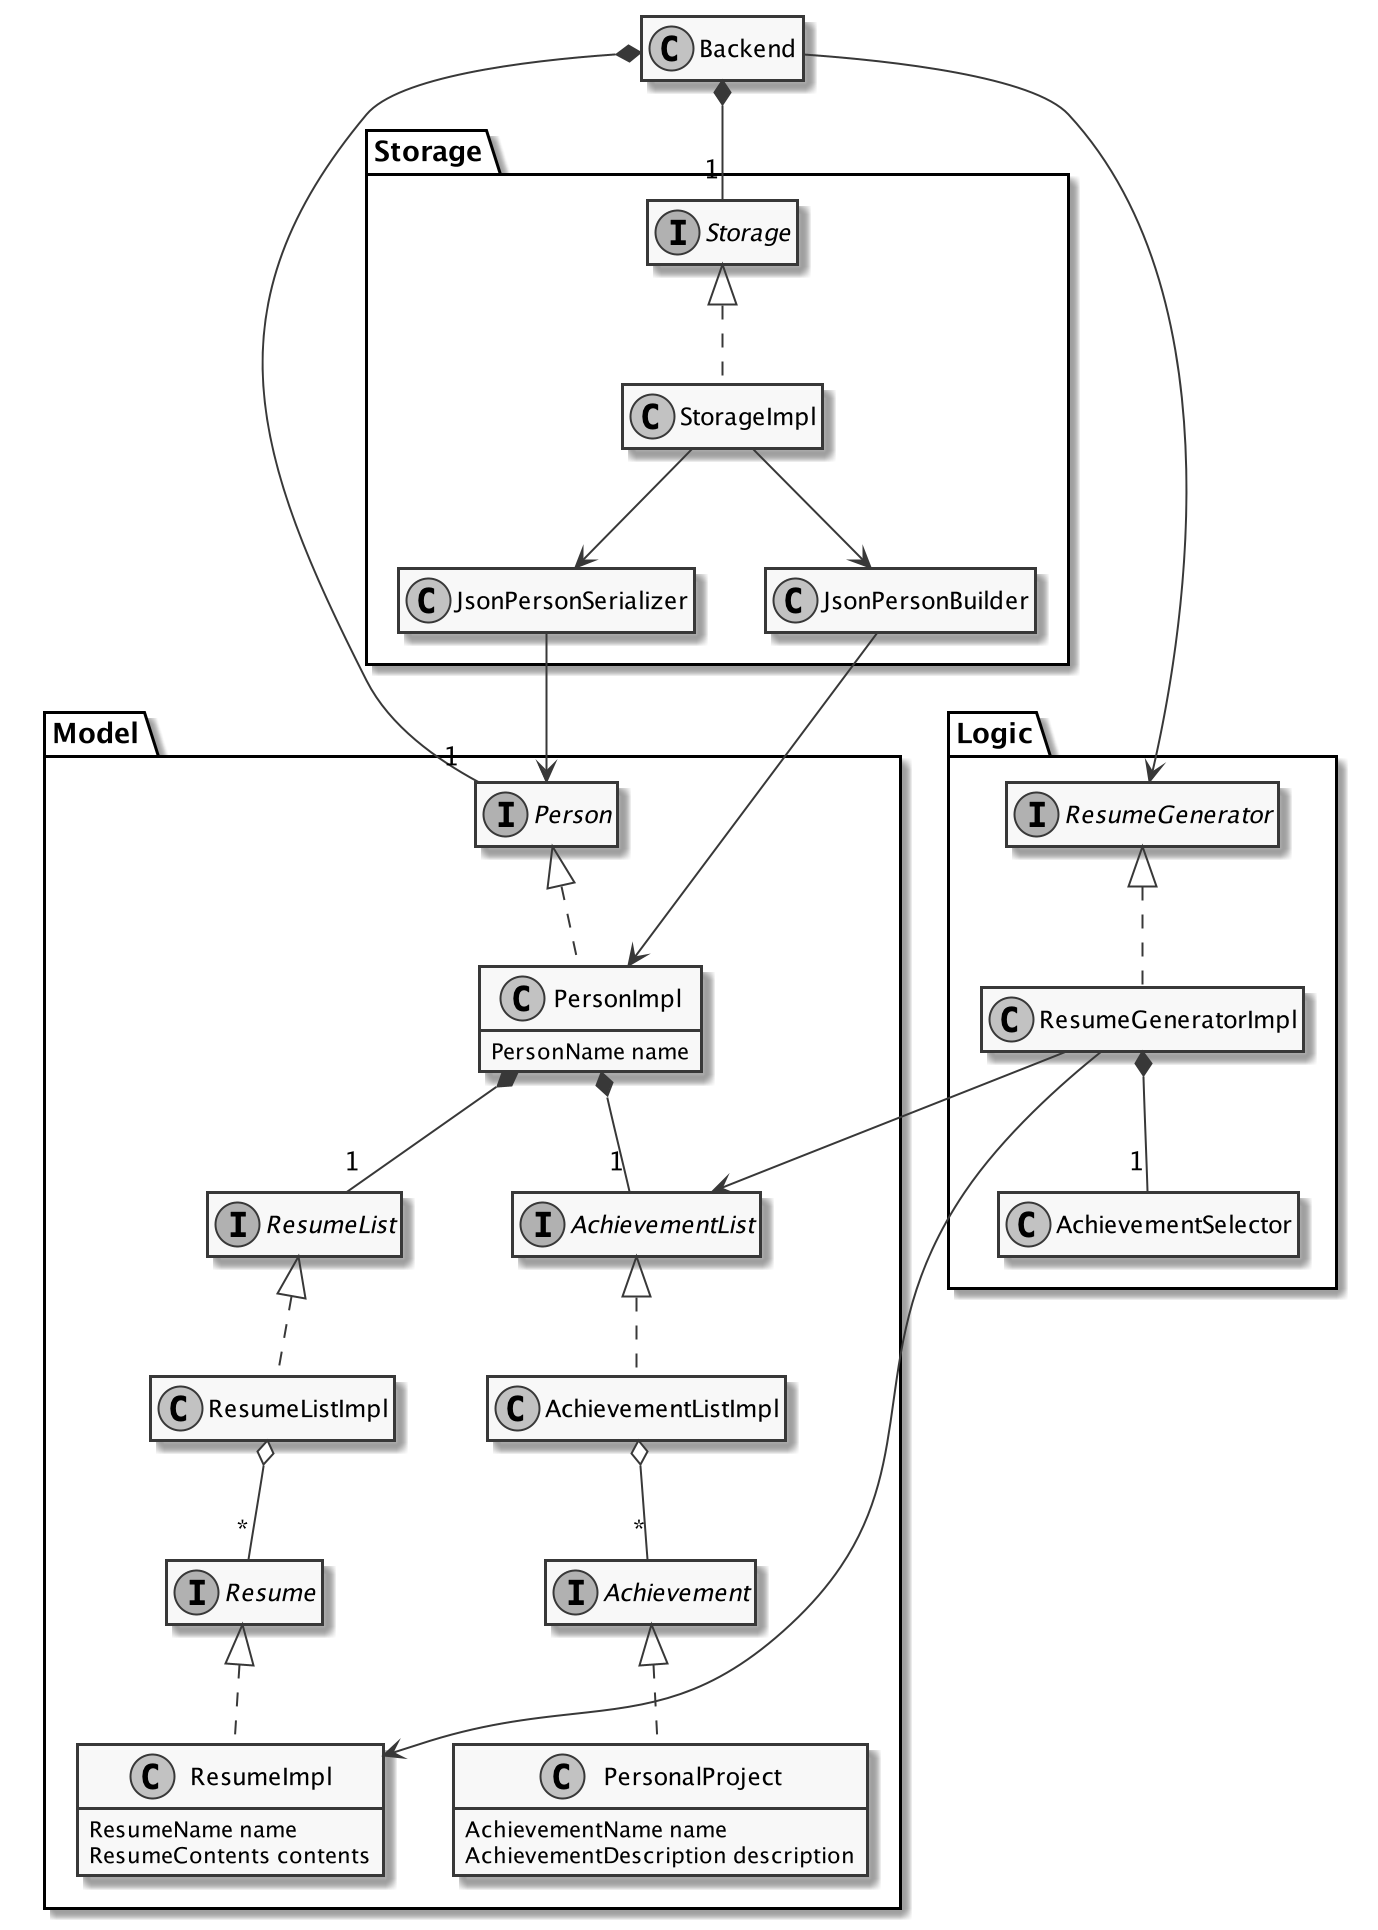 C Backend
Storage
1
I Storage
C StorageImpl
C JsonPersonSerializer
C JsonPersonBuilder
Model
Logic
1
I Person
I ResumeGenerator
C PersonImpl
PersonName name
C ResumeGeneratorImpl
1
1
1
I ResumeList
I AchievementList
C AchievementSelector
C ResumeListImpl
C AchievementListImpl
*
*
I Resume
I Achievement
C ResumeImpl
ResumeName name
ResumeContents contents
C PersonalProject
AchievementName name
AchievementDescription description